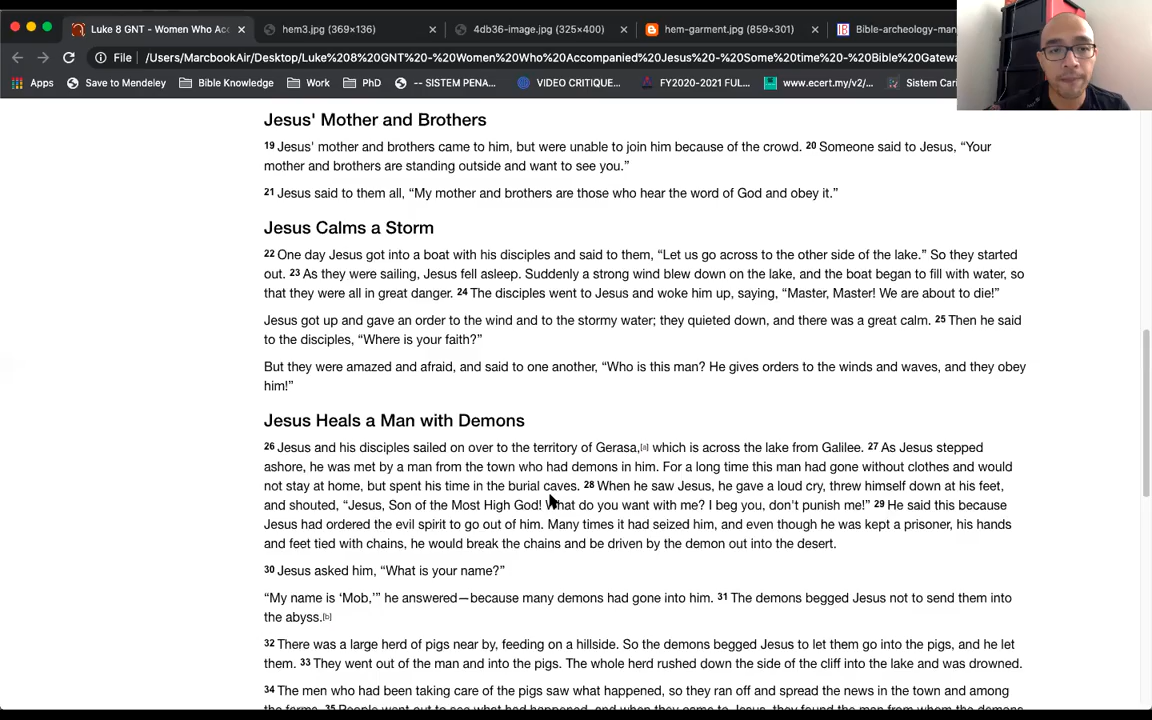 Luke 8 GNT - Women Who Acc
hem3.jpg (369×136)
4db36-image.jpg (325×400)
hem-garment.jpg (859×301)
Bible-archeology-man
File
/Users/MarcbookAir/Desktop/Luke%208%20GNT%20-%20Women%20Who%20Accompanied%20Jesus%20-%20Some%20time%20-%20Bible%20Gatewa
Apps
Save to Mendeley
Bible Knowledge
Work
PhD
-- SISTEM PENA...
VIDEO CRITIQUE...
FY2020-2021 FUL...
www.ecert.my/v2/...
Sistem Car
Jesus' Mother and Brothers
19 Jesus' mother and brothers came to him, but were unable to join him because of the crowd. 20 Someone said to Jesus, “Your
mother and brothers are standing outside and want to see you.”
21 Jesus said to them all, “My mother and brothers are those who hear the word of God and obey it.”
Jesus Calms a Storm
22 One day Jesus got into a boat with his disciples and said to them, “Let us go across to the other side of the lake.” So they started
out. 23 As they were sailing, Jesus fell asleep. Suddenly a strong wind blew down on the lake, and the boat began to fill with water, so
that they were all in great danger. 24 The disciples went to Jesus and woke him up, saying, “Master, Master! We are about to die!”
Jesus got up and gave an order to the wind and to the stormy water; they quieted down, and there was a great calm. 25 Then he said
to the disciples, “Where is your faith?”
But they were amazed and afraid, and said to one another, “Who is this man? He gives orders to the winds and waves, and they obey
him!”
Jesus Heals a Man with Demons
26 Jesus and his disciples sailed on over to the territory of Gerasa,[a] which is across the lake from Galilee. 27 As Jesus stepped
ashore, he was met by a man from the town who had demons in him. For a long time this man had gone without clothes and would
not stay at home, but spent his time in the burial caves. 28 When he saw Jesus, he gave a loud cry, threw himself down at his feet,
and shouted, “Jesus, Son of the Most High God! What do you want with me? I beg you, don't punish me!” 29 He said this because
Jesus had ordered the evil spirit to go out of him. Many times it had seized him, and even though he was kept a prisoner, his hands
and feet tied with chains, he would break the chains and be driven by the demon out into the desert.
30 Jesus asked him, “What is your name?”
“My name is ‘Mob,’” he answered—because many demons had gone into him. 31 The demons begged Jesus not to send them into
the abyss.[b]
32 There was a large herd of pigs near by, feeding on a hillside. So the demons begged Jesus to let them go into the pigs, and he let
them. 33 They went out of the man and into the pigs. The whole herd rushed down the side of the cliff into the lake and was drowned.
34 The men who had been taking care of the pigs saw what happened, so they ran off and spread the news in the town and among
the farms. 35 People went out to see what had happened, and when they came to Jesus, they found the man from whom the demons